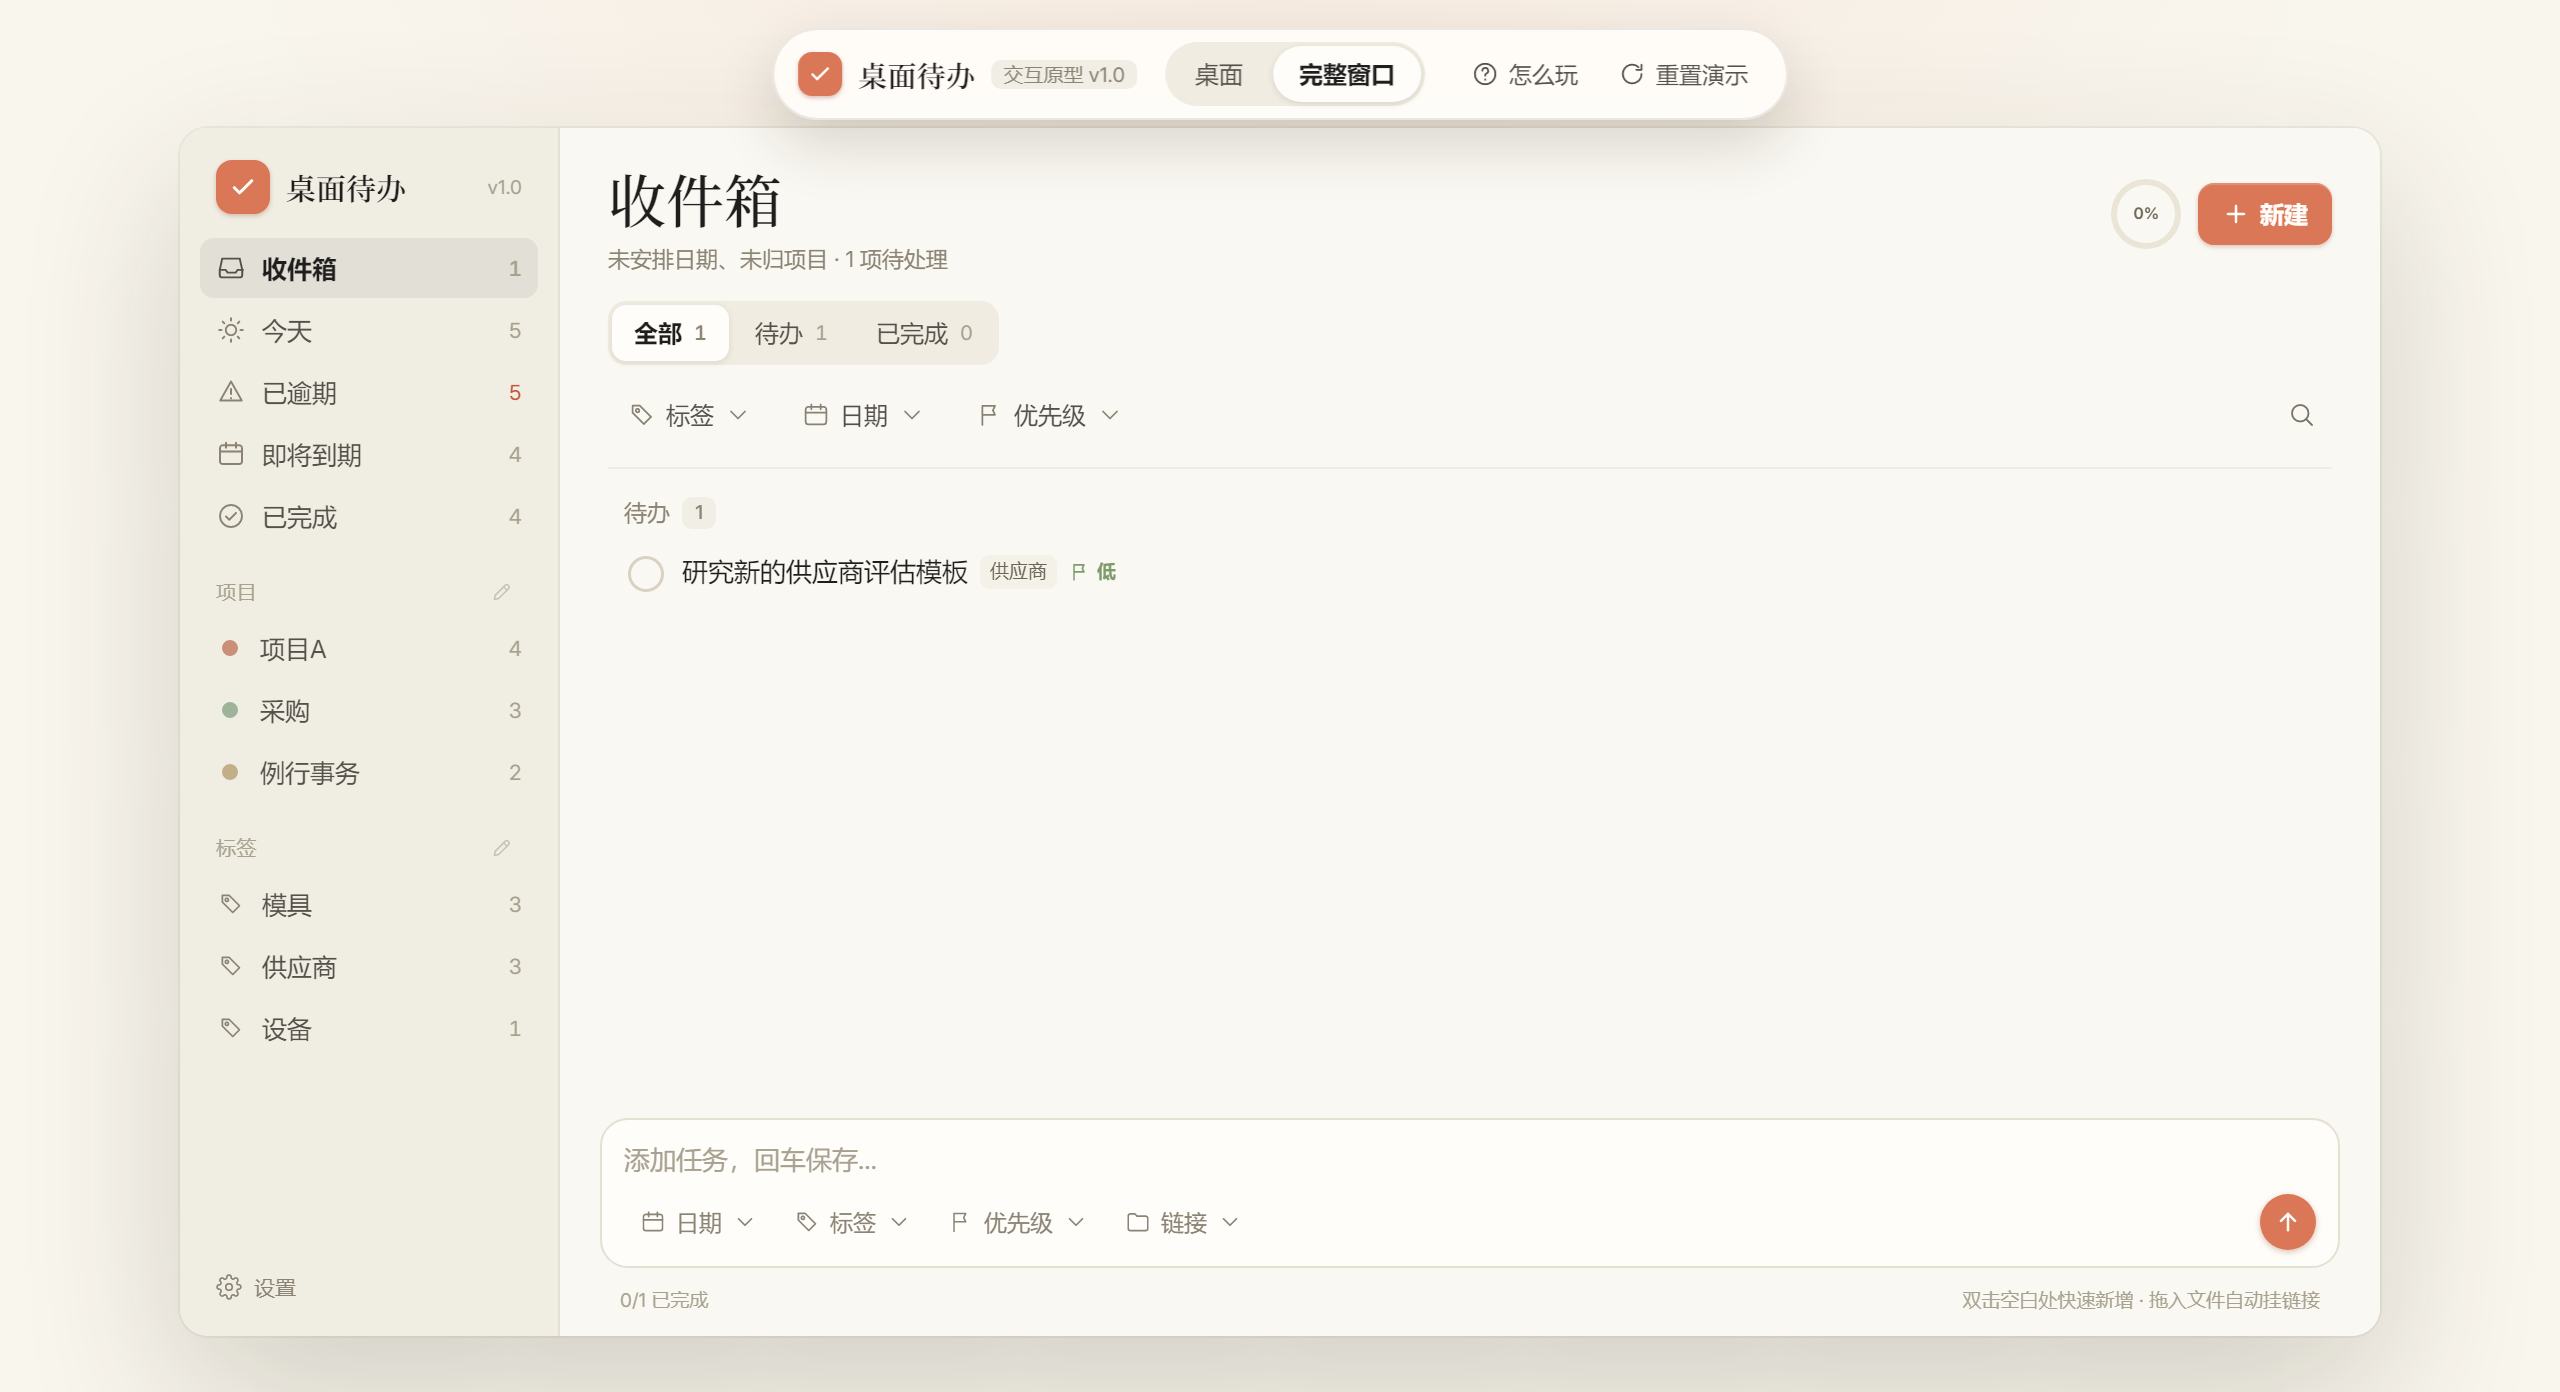 桌面待办 交互原型 v1.0 桌面 完整窗口 怎么玩 重置演示
桌面待办 v1.0
收件箱 1
今天 5
已逾期 5
即将到期 4
已完成 4
项目
项目A 4
采购 3
例行事务 2
标签
模具 3
供应商 3
设备 1
设置
收件箱
未安排日期、未归项目 · 1 项待处理
0%
+ 新建
全部 1 待办 1 已完成 0
标签 日期 优先级
待办 1
研究新的供应商评估模板 供应商 低
添加任务，回车保存...
日期 标签 优先级 链接
0/1 已完成
双击空白处快速新增 · 拖入文件自动挂链接